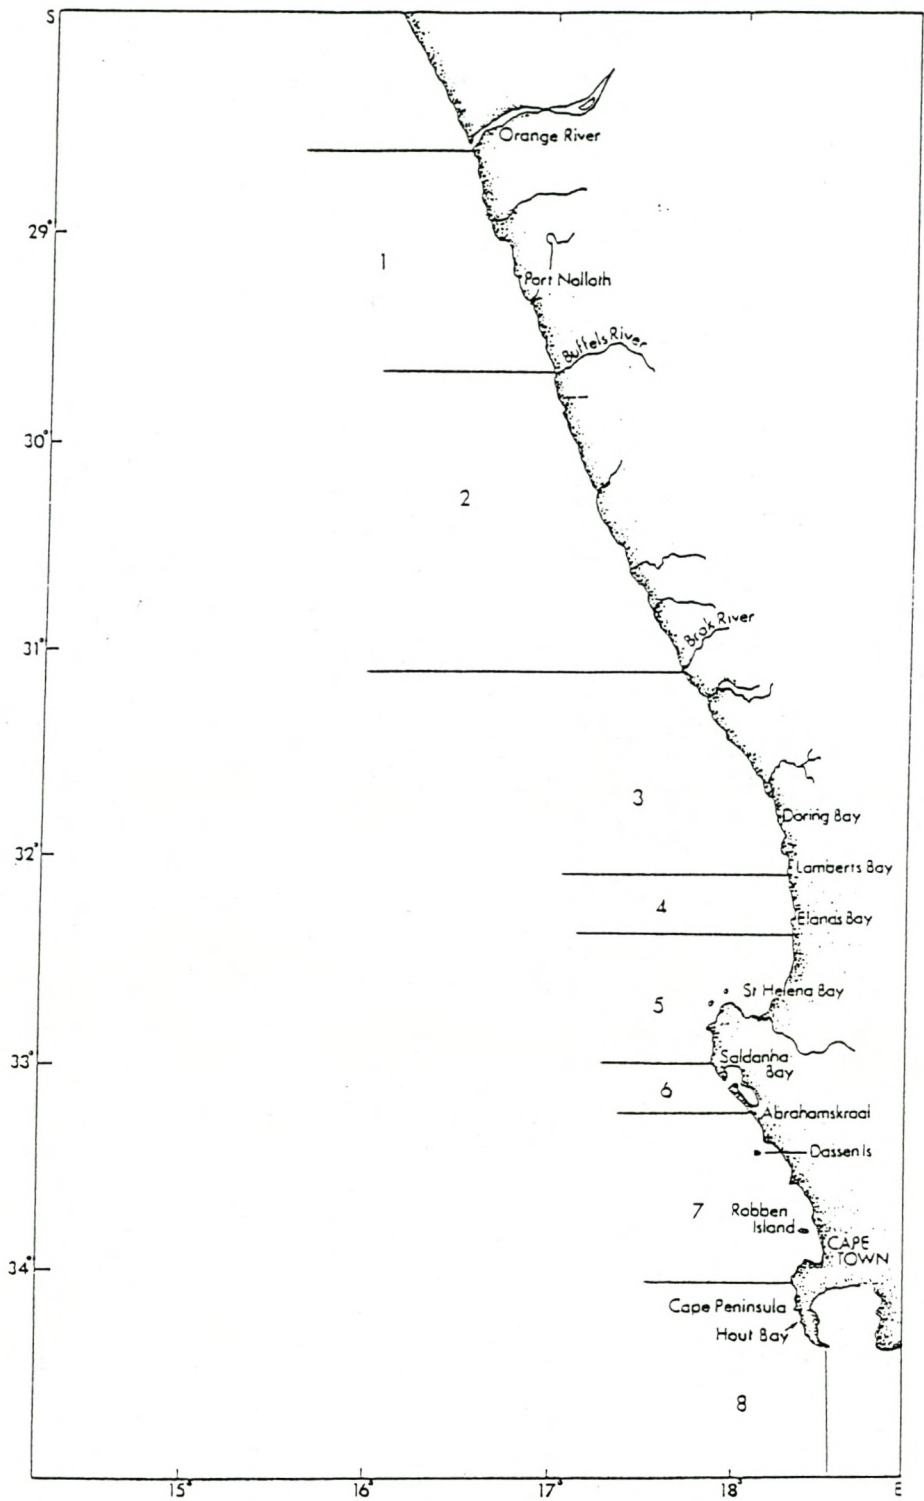 S
Orange River
29°
1
Port Nolloth
Buffels River
30°
2
Brak River
31°
3
Doring Bay
32°
Lamberts Bay
4
Elands Bay
St Helena Bay
5
33°
Saldanha
Bay
6
Abrahamskraal
Dassen Is
7
Robben
Island
CAPE
TOWN
34°
Cape Peninsula
Hout Bay
8
15°
16°
17°
18°
E